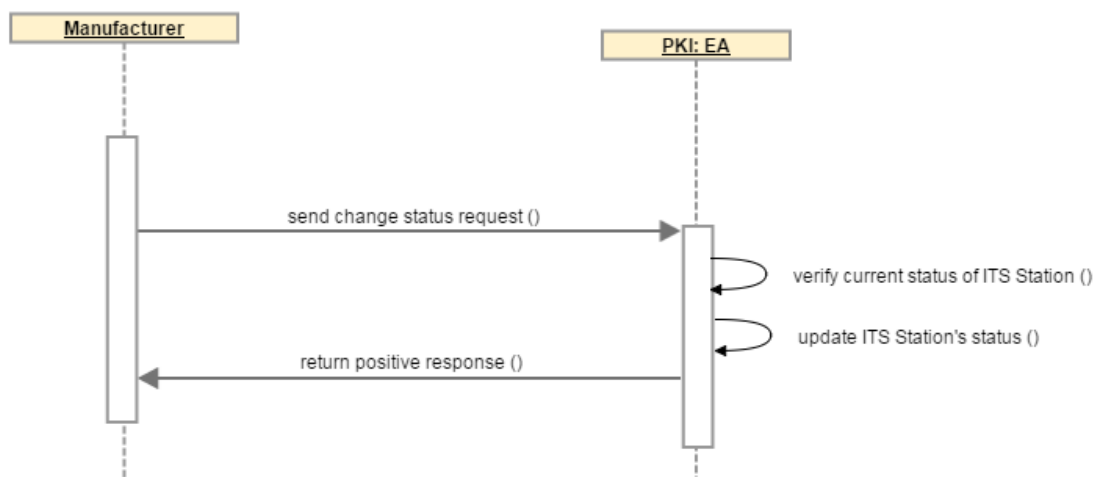 Manufacturer
PKI: EA
send change status request ()
verify current status of ITS Station ()
update ITS Station's status ()
return positive response ()